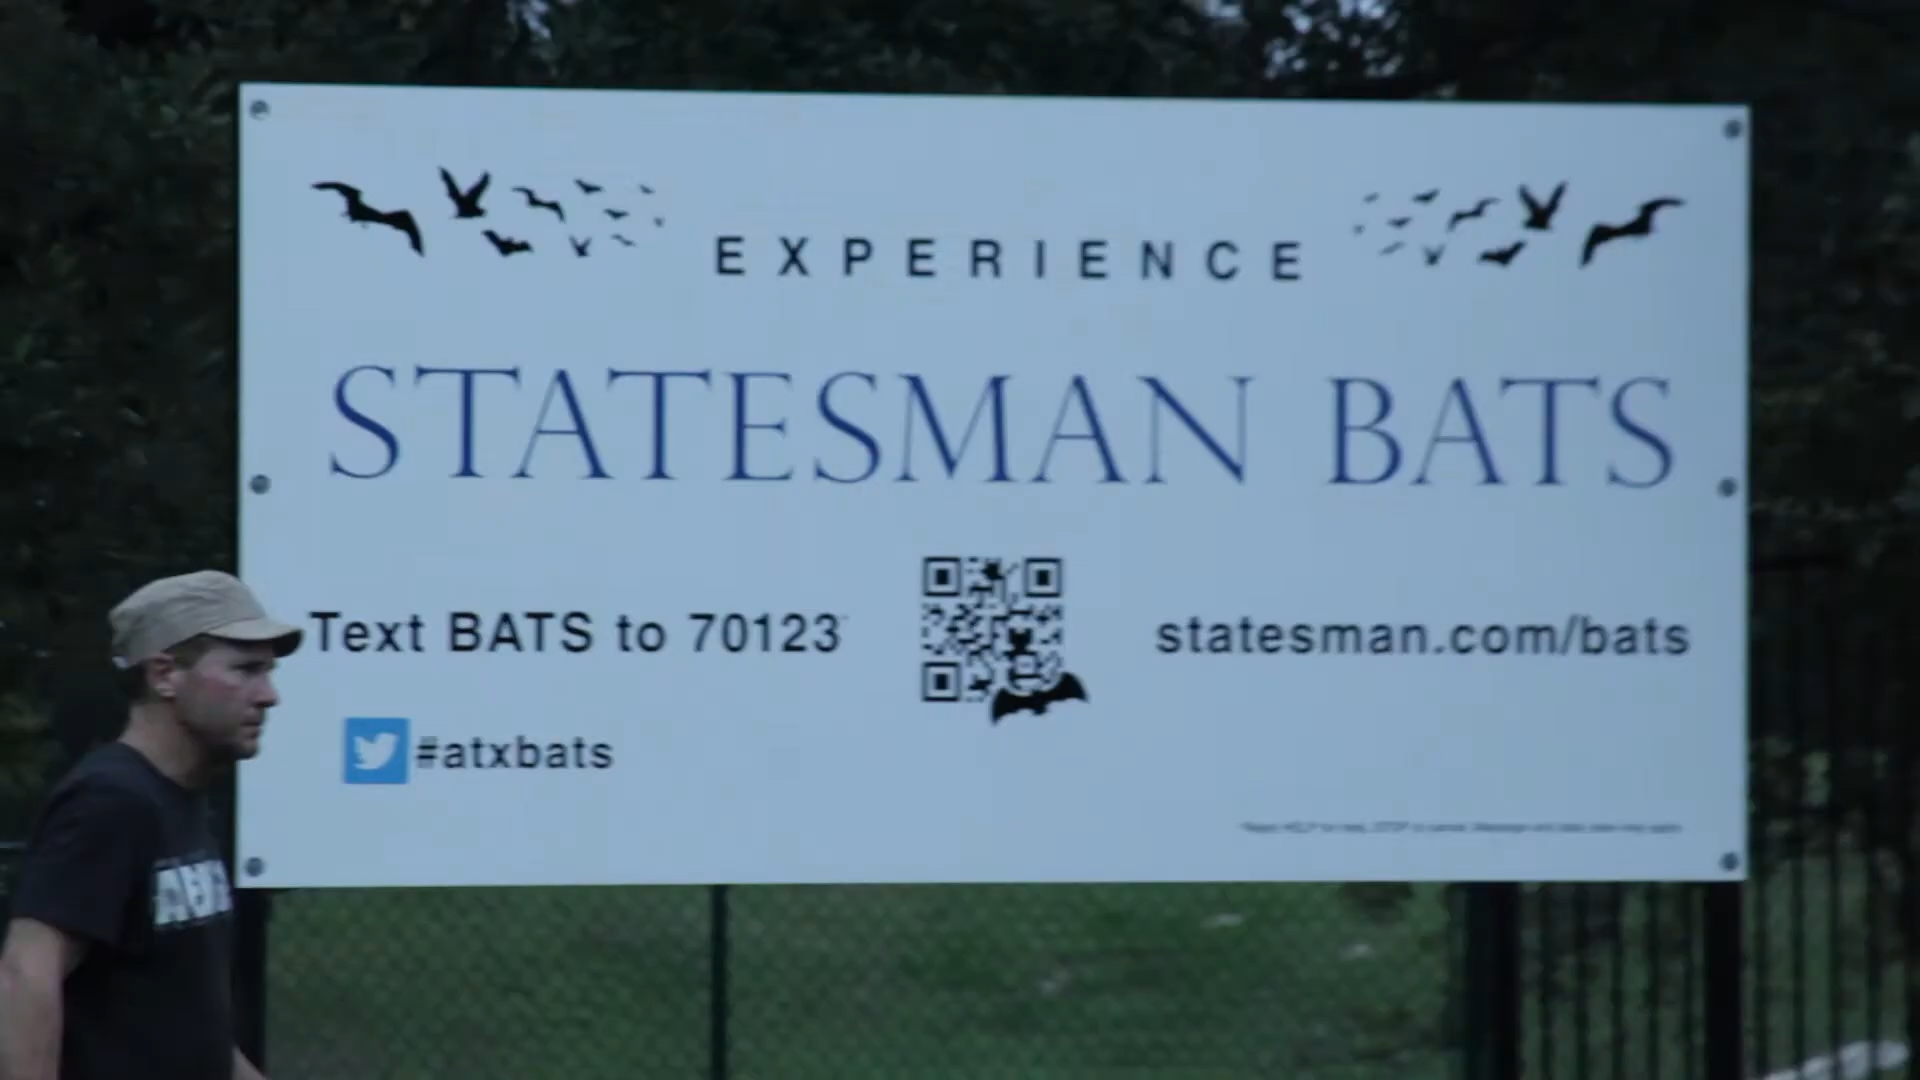 EXPERIENCE
STATESMAN BATS
Text BATS to 70123
statesman.com/bats
#atxbats